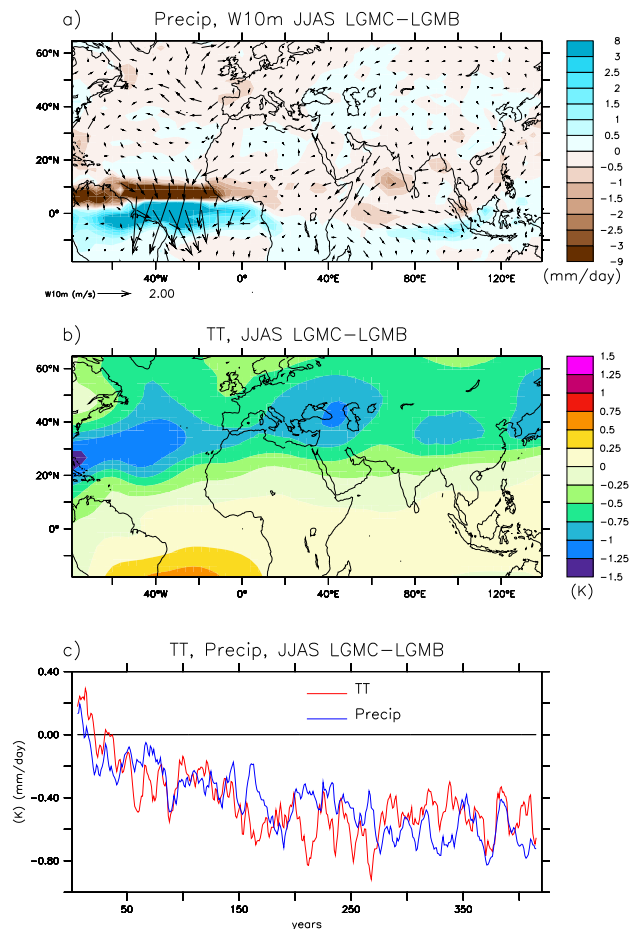 a) Precip, W10m JJAS LGMC-LGMB
60°N
40°N
20°N
0°
40°W 0° 40°E 80°E 120°E
W10m (m/s) 2.00
8
3
2.5
2
1.5
1
0.5
0
-0.5
-1
-1.5
-2
-2.5
-3
-9
(mm/day)
b) TT, JJAS LGMC-LGMB
60°N
40°N
20°N
0°
40°W 0° 40°E 80°E 120°E
1.5
1.25
1
0.75
0.5
0.25
0
-0.25
-0.5
-0.75
-1
-1.25
-1.5
(K)
c) TT, Precip, JJAS LGMC-LGMB
0.40
0.00
-0.40
-0.80
(K) (mm/day)
TT
Precip
50 150 250 350
years